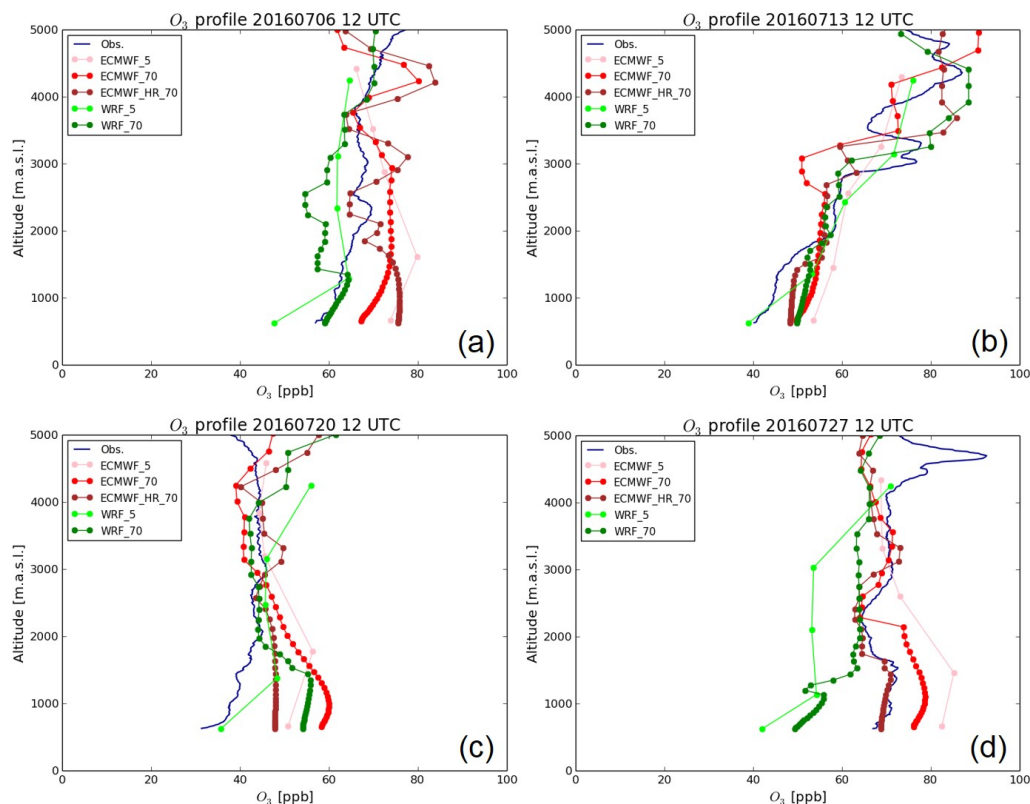 O₃ profile 20160706 12 UTC
5000
4000
3000
2000
1000
0
Altitude [m.a.s.l.]
Obs.
ECMWF_5
ECMWF_70
ECMWF_HR_70
WRF_5
WRF_70
(a)
0 20 40 60 80 100
O₃ [ppb]
O₃ profile 20160713 12 UTC
5000
4000
3000
2000
1000
0
Altitude [m.a.s.l.]
Obs.
ECMWF_5
ECMWF_70
ECMWF_HR_70
WRF_5
WRF_70
(b)
0 20 40 60 80 100
O₃ [ppb]
O₃ profile 20160720 12 UTC
5000
4000
3000
2000
1000
0
Altitude [m.a.s.l.]
Obs.
ECMWF_5
ECMWF_70
ECMWF_HR_70
WRF_5
WRF_70
(c)
0 20 40 60 80 100
O₃ [ppb]
O₃ profile 20160727 12 UTC
5000
4000
3000
2000
1000
0
Altitude [m.a.s.l.]
Obs.
ECMWF_5
ECMWF_70
ECMWF_HR_70
WRF_5
WRF_70
(d)
0 20 40 60 80 100
O₃ [ppb]